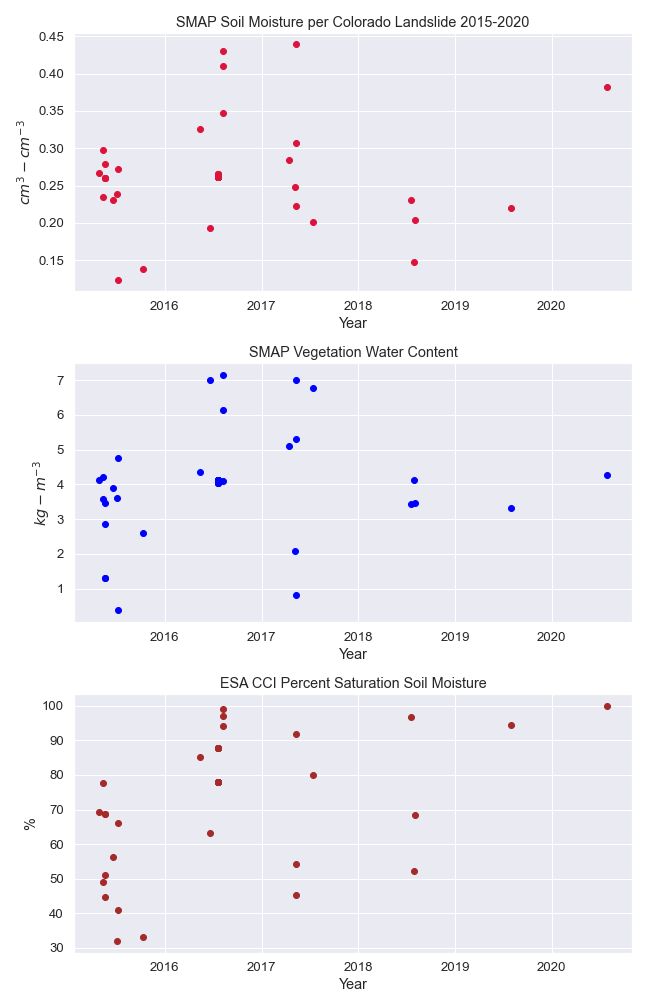 SMAP Soil Moisture per Colorado Landslide 2015-2020
0.45
0.40
0.35
0.30
0.25
0.20
0.15
cm³ − cm⁻³
2016 2017 2018 2019 2020
Year
SMAP Vegetation Water Content
7
6
5
4
3
2
1
kg − m⁻³
2016 2017 2018 2019 2020
Year
ESA CCI Percent Saturation Soil Moisture
100
90
80
70
60
50
40
30
%
2016 2017 2018 2019 2020
Year